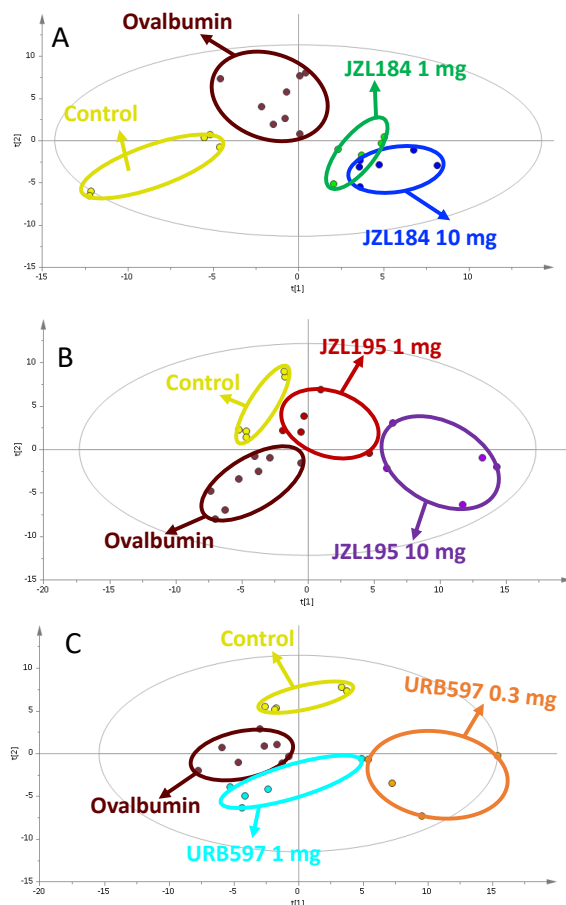 A
Ovalbumin
JZL184 1 mg
Control
JZL184 10 mg
t[2]
10
5
0
-5
-10
-15
-15
-10
-5
0
5
10
t[1]
B
JZL195 1 mg
Control
Ovalbumin
JZL195 10 mg
t[2]
15
10
5
0
-5
-10
-15
-20
-15
-10
-5
0
5
10
15
t[1]
C
Control
URB597 0.3 mg
Ovalbumin
URB597 1 mg
t[2]
10
5
0
-5
-10
-15
-20
-15
-10
-5
0
5
10
15
20
t[1]